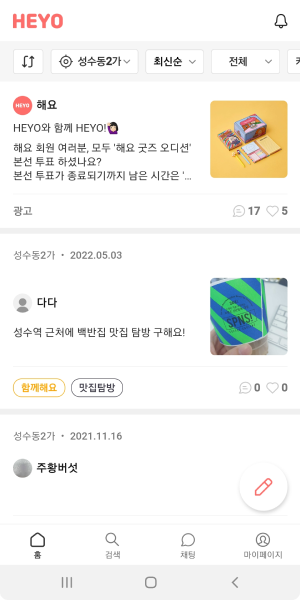 HEYO
성수동2가
최신순
전체
HEYO
해요
HEYO와 함께 HEYO!🙋🏻‍♀️
해요 회원 여러분, 모두 '해요 굿즈 오디션'
본선 투표 하셨나요?
본선 투표가 종료되기까지 남은 시간은 '...
광고
17
5
성수동2가 • 2022.05.03
다다
성수역 근처에 백반집 맛집 탐방 구해요!
SPNS!
함께해요
맛집탐방
0
0
성수동2가 • 2021.11.16
주황버섯
홈
검색
채팅
마이페이지